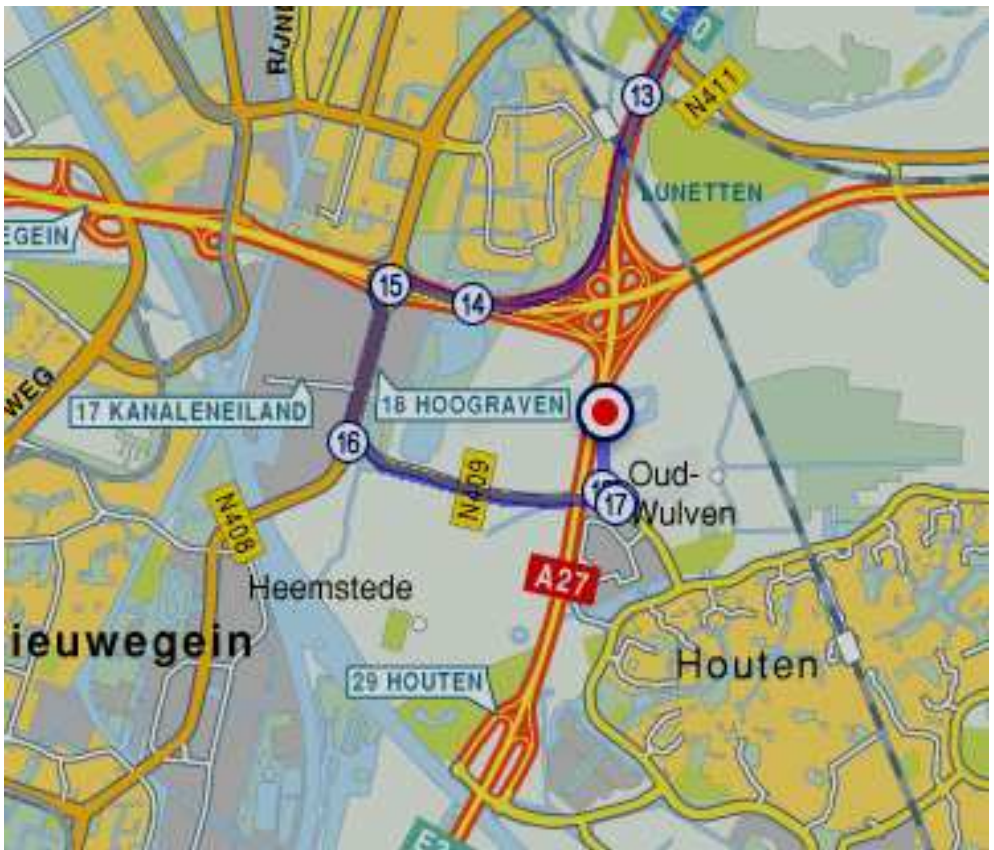 RIJN
13
N411
LUNETTEN
EGEIN
15
14
WEG
17 KANALENEILAND
18 HOOGRAVEN
16
N409
Oud-
17
Wulven
N408
A27
Heemstede
ieuwegein
Houten
29 HOUTEN